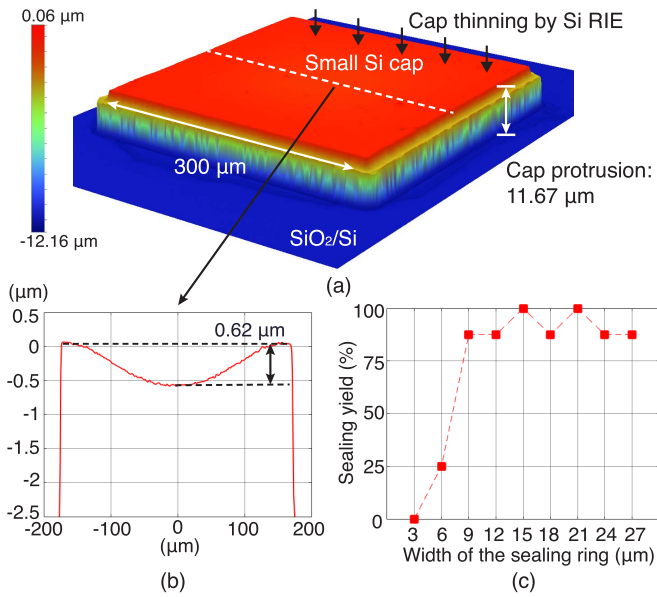 0.06 µm
Cap thinning by Si RIE
Small Si cap
300 µm
Cap protrusion:
11.67 µm
-12.16 µm
SiO₂/Si
(a)
(µm)
0.5
0
-0.5
-1
-1.5
-2
-2.5
0.62 µm
-200
-100
0
100
200
(µm)
(b)
100
75
50
25
0
Sealing yield (%)
3 6 9 12 15 18 21 24 27
Width of the sealing ring (µm)
(c)